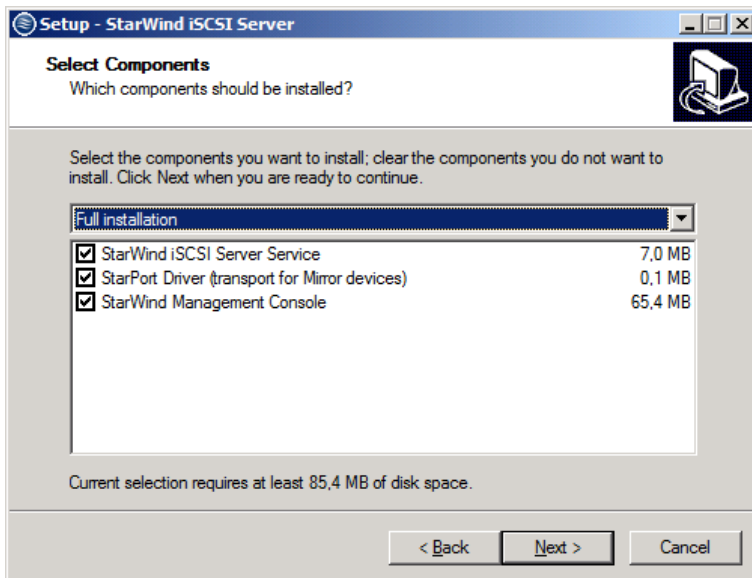 Setup - StarWind iSCSI Server
Select Components
Which components should be installed?
Select the components you want to install; clear the components you do not want to
install. Click Next when you are ready to continue.
Full installation
StarWind iSCSI Server Service 7,0 MB
StarPort Driver (transport for Mirror devices) 0,1 MB
StarWind Management Console 65,4 MB
Current selection requires at least 85,4 MB of disk space.
< Back Next > Cancel